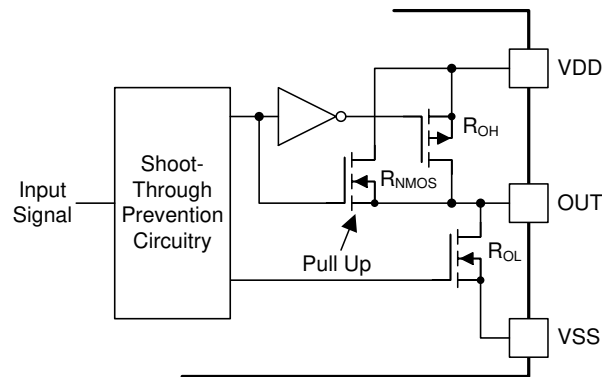 VDD
ROH
Shoot-
Through
Prevention
Circuitry
Input
Signal
RNMOS
OUT
Pull Up
ROL
VSS